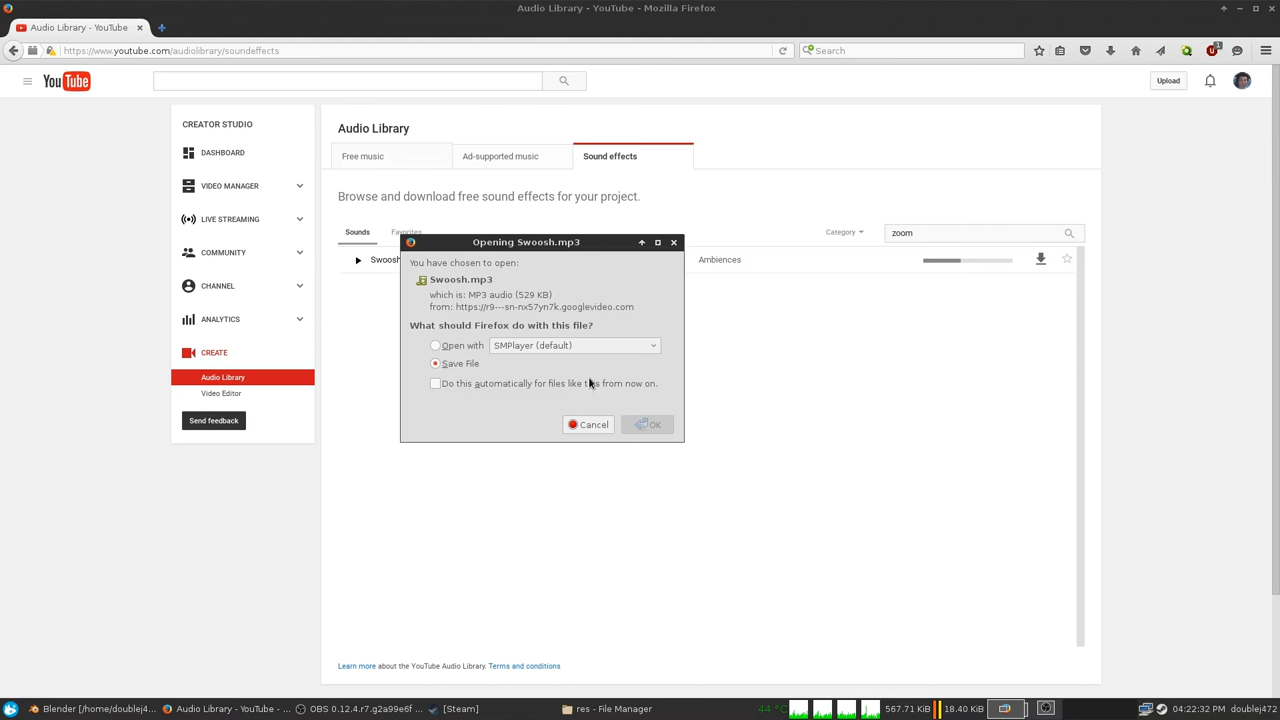 Audio Library - YouTube - Mozilla Firefox
Audio Library - YouTube
https://www.youtube.com/audiolibrary/soundeffects
Search
1
YouTube
Upload
CREATOR STUDIO
DASHBOARD
VIDEO MANAGER
LIVE STREAMING
COMMUNITY
CHANNEL
ANALYTICS
CREATE
Audio Library
Video Editor
Send feedback
Audio Library
Free music
Ad-supported music
Sound effects
Browse and download free sound effects for your project.
Sounds
Favorites
Category
zoom
Swoosh
Ambiences
Opening Swoosh.mp3
You have chosen to open:
Swoosh.mp3
which is: MP3 audio (529 KB)
from: https://r9---sn-nx57yn7k.googlevideo.com
What should Firefox do with this file?
Open with
SMPlayer (default)
Save File
Do this automatically for files like this from now on.
Cancel
OK
Learn more about the YouTube Audio Library. Terms and conditions
Blender [/home/doublej4...
Audio Library - YouTube - ...
OBS 0.12.4.r7.g2a99e6f ...
[Steam]
res - File Manager
44 °C
567.71 KiB
18.40 KiB
04:22:32 PM
doublej472